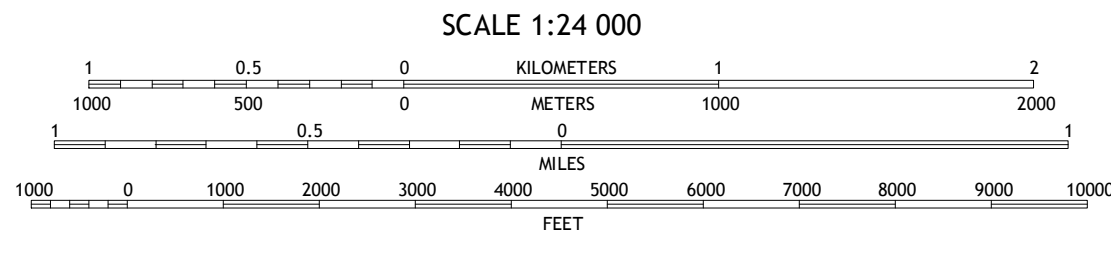 SCALE 1:24 000
1 0.5 0 KILOMETERS 1 2
1000 500 0 METERS 1000 2000
1 0.5 0 1
MILES
1000 0 1000 2000 3000 4000 5000 6000 7000 8000 9000 10000
FEET